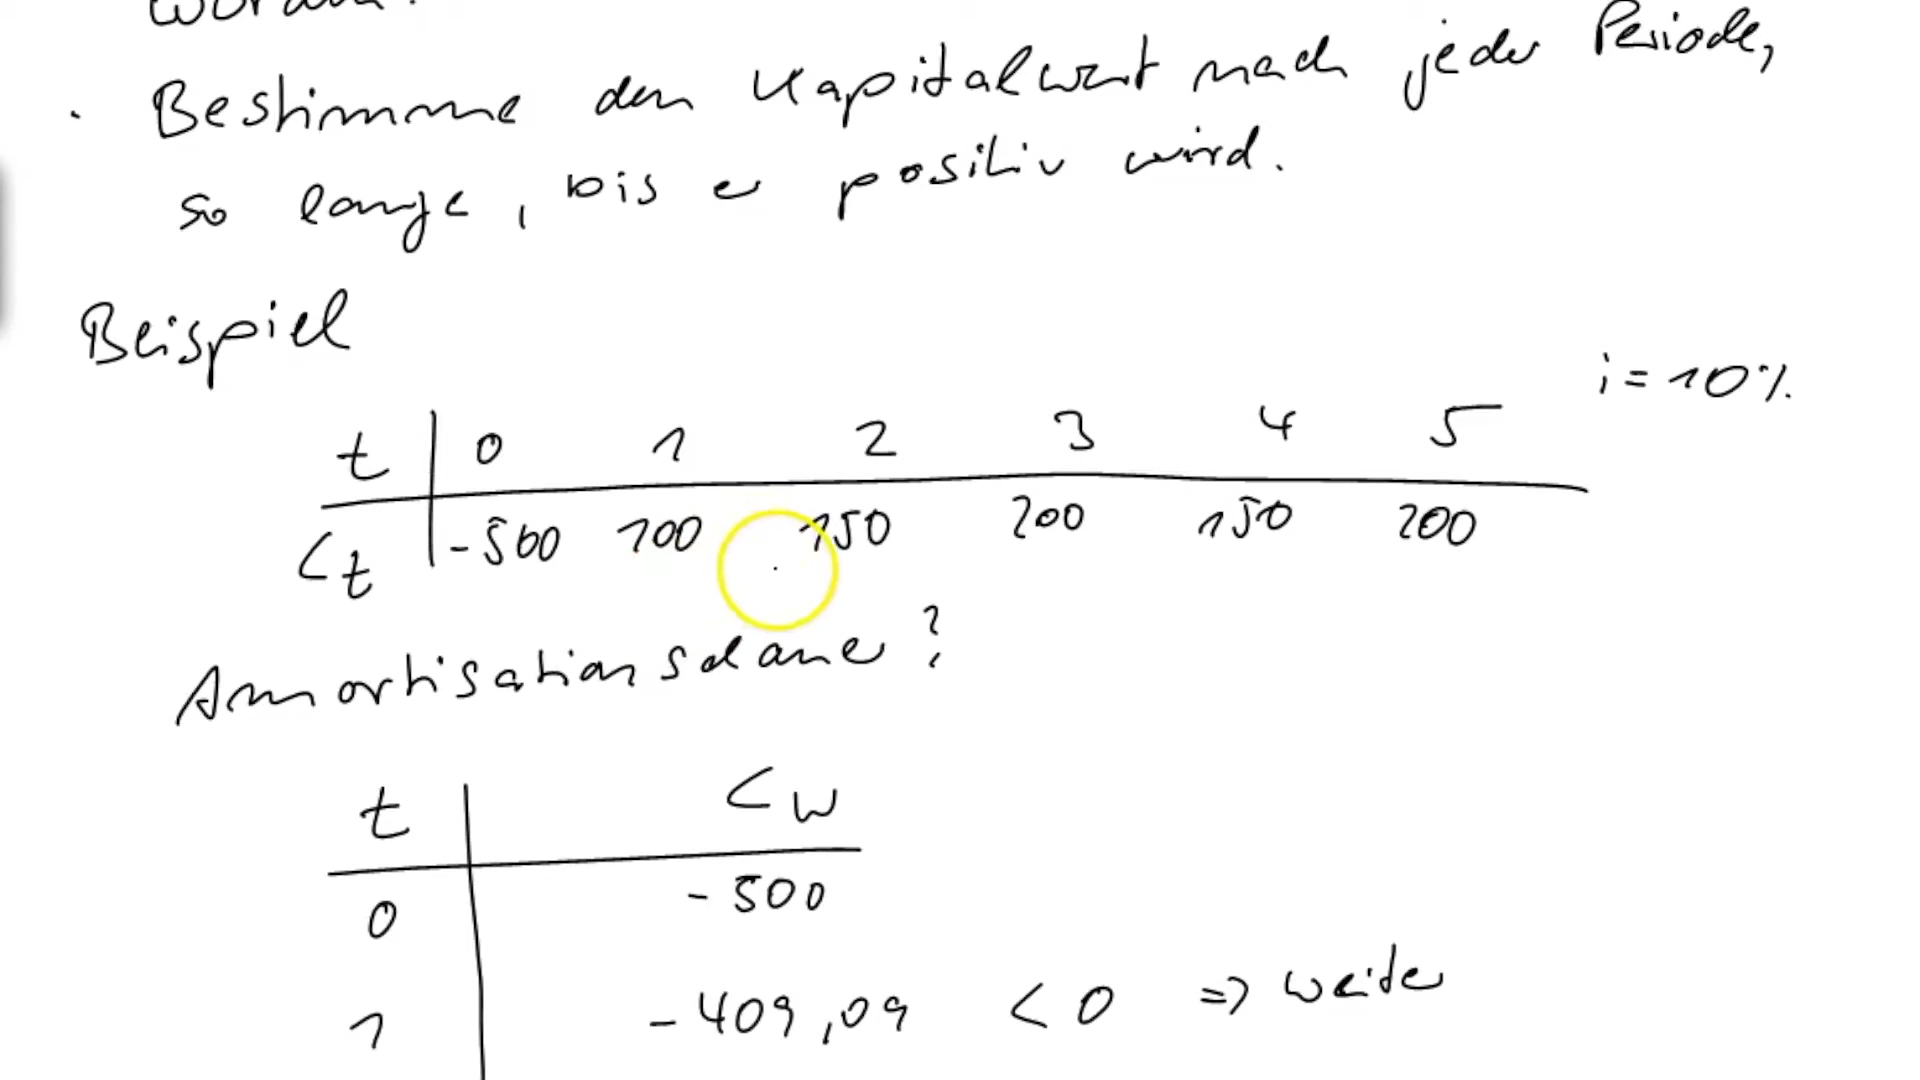 · Bestimme den Kapitalwert nach jeder Periode,
so lange, bis er positiv wird.
Beispiel
i = 10%
t 0 1 2 3 4 5
Ct -500 100 150 200 150 200
Amortisationsdauer?
t Cw
0 -500
1 -409,09 < 0 => weiter